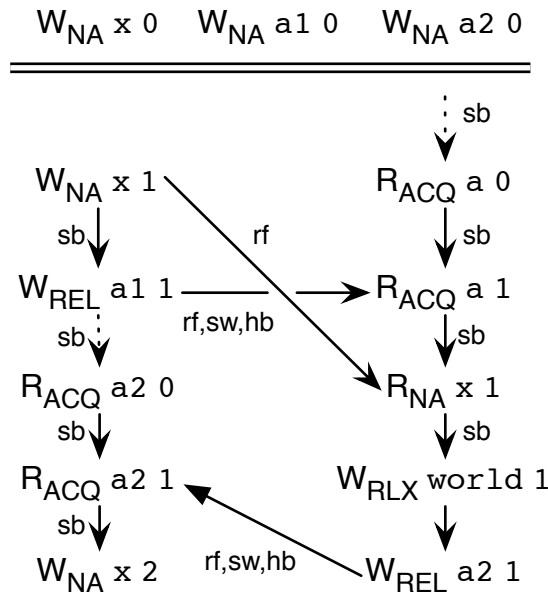 W_NA x 0 W_NA a1 0 W_NA a2 0
sb
W_NA x 1 R_ACQ a 0
sb rf sb
W_REL a1 1 R_ACQ a 1
sb rf,sw,hb sb
R_ACQ a2 0 R_NA x 1
sb sb
R_ACQ a2 1 W_RLX world 1
sb rf,sw,hb
W_NA x 2 W_REL a2 1